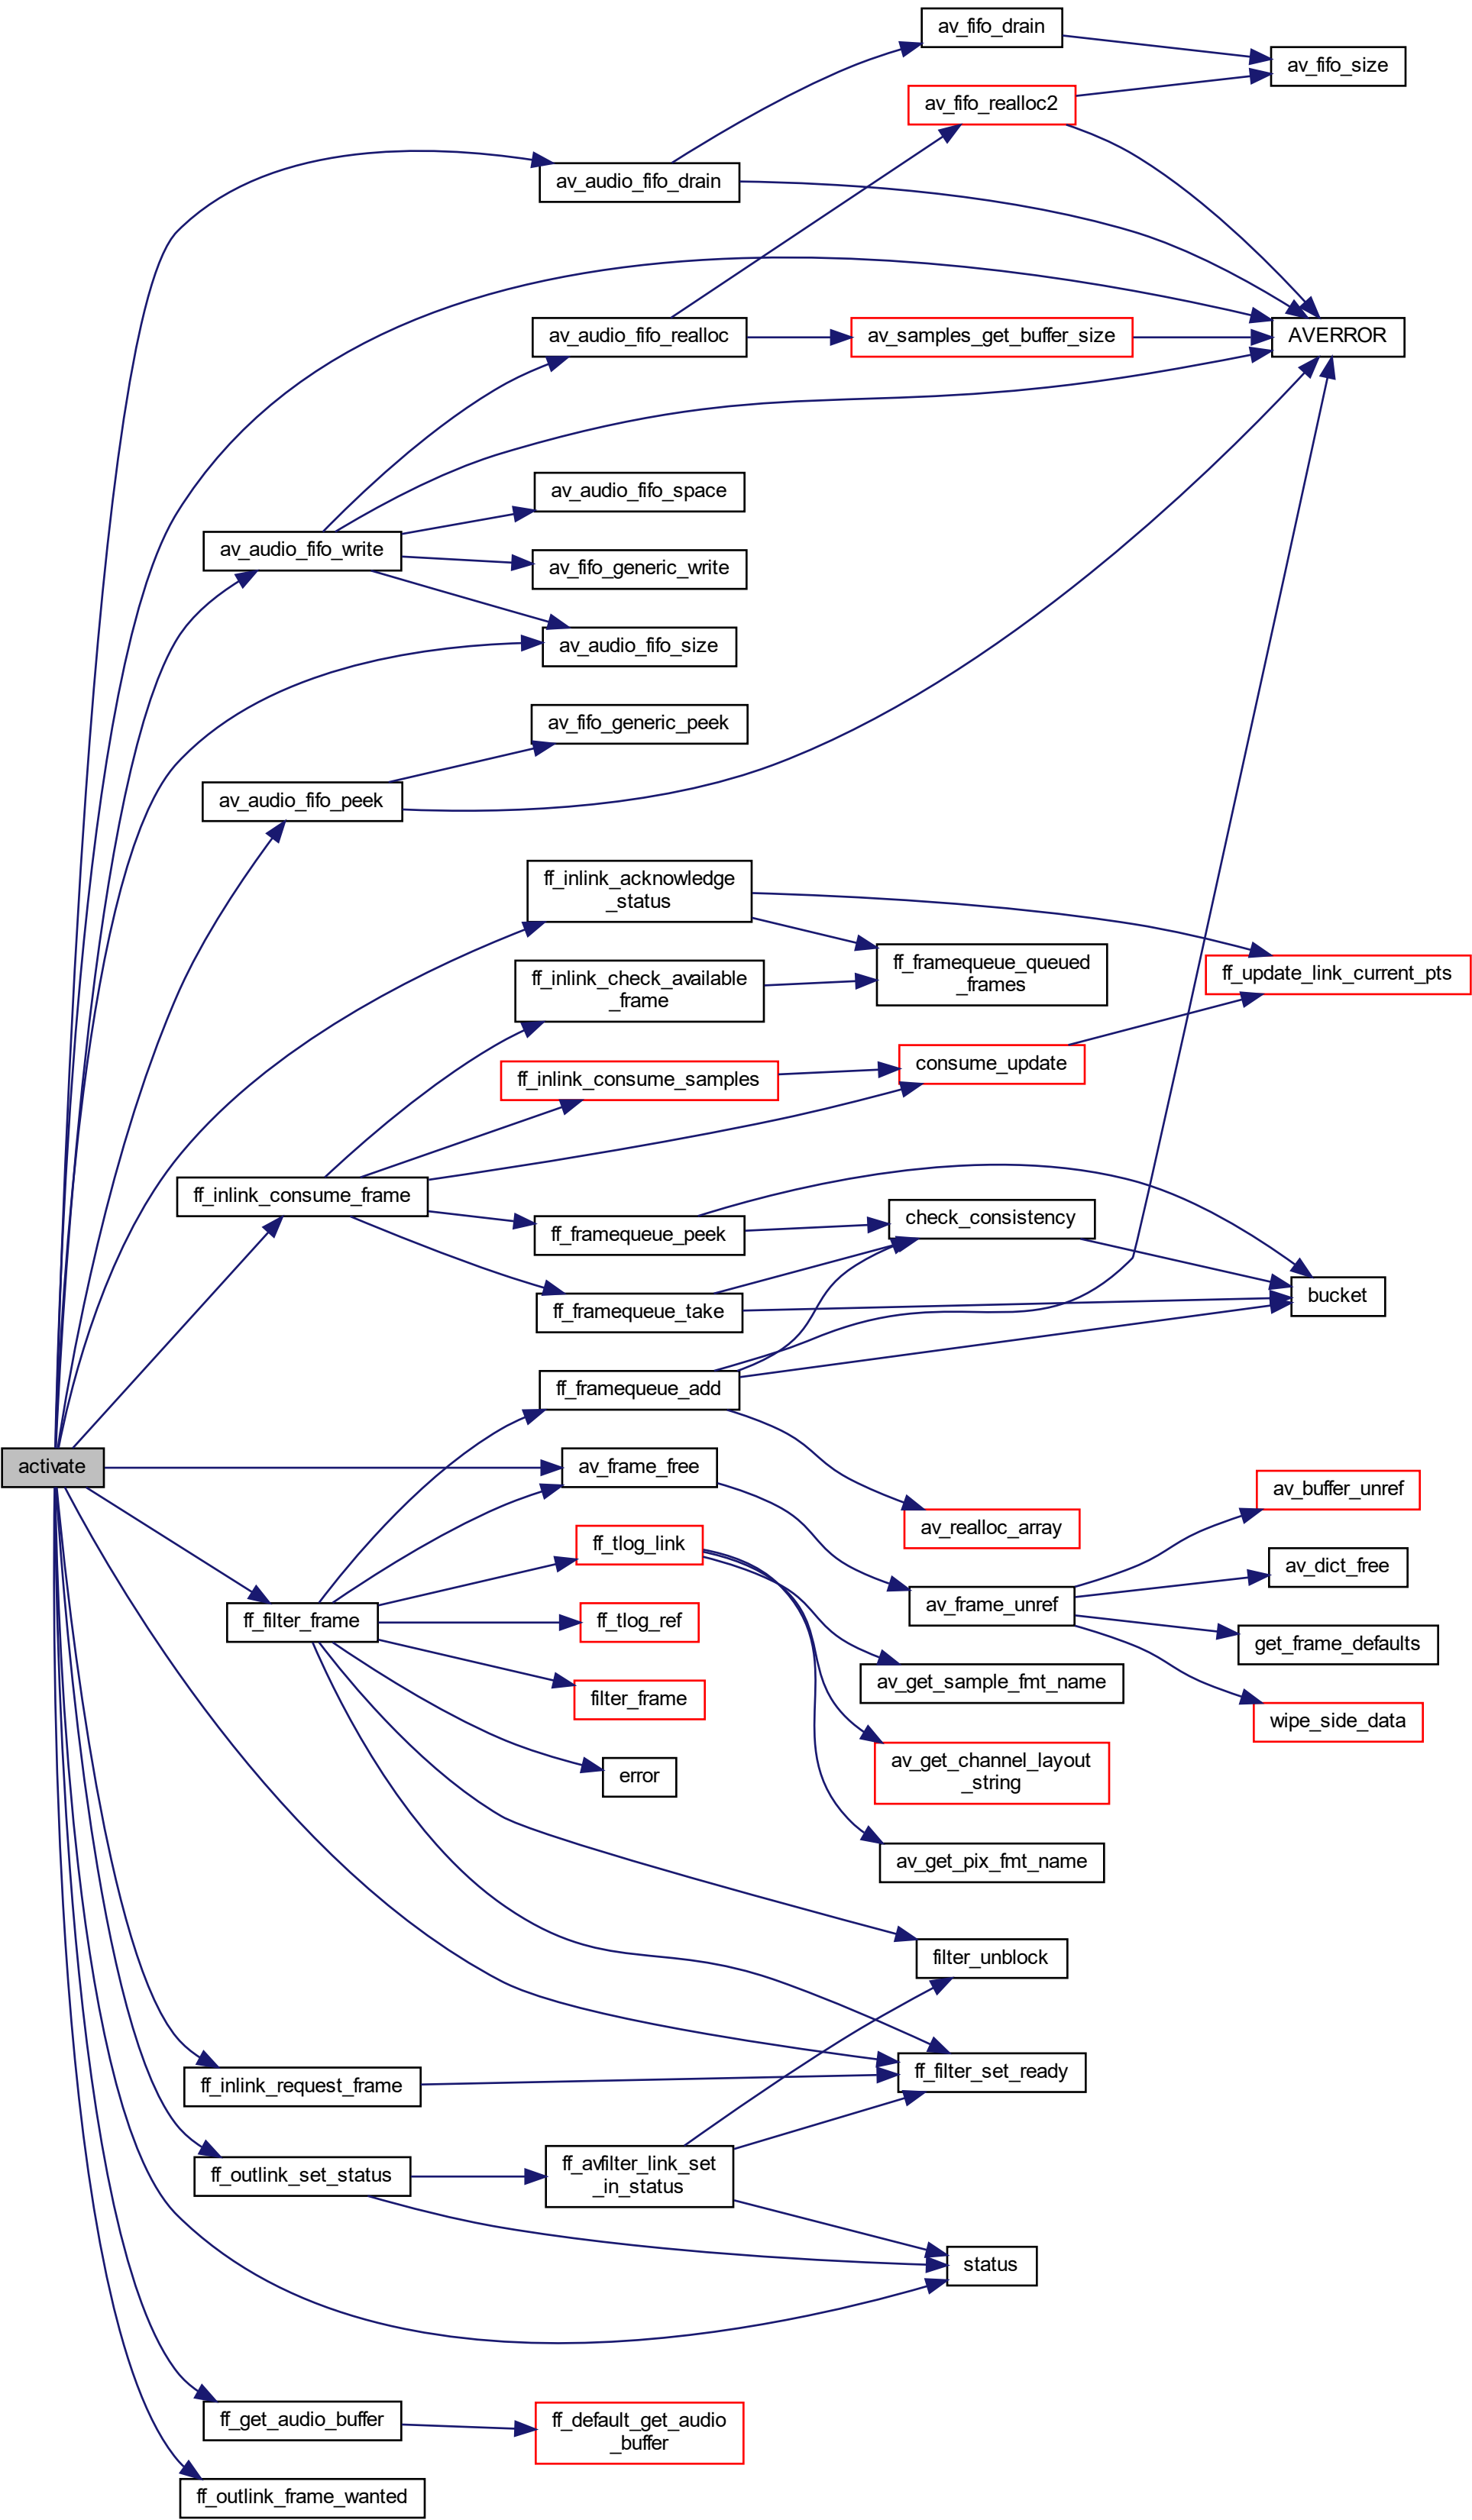 av_fifo_drain
av_fifo_size
av_fifo_realloc2
av_audio_fifo_drain
av_audio_fifo_realloc
av_samples_get_buffer_size
AVERROR
av_audio_fifo_space
av_audio_fifo_write
av_fifo_generic_write
av_audio_fifo_size
av_fifo_generic_peek
av_audio_fifo_peek
ff_inlink_acknowledge
_status
ff_framequeue_queued
_frames
ff_update_link_current_pts
ff_inlink_check_available
_frame
consume_update
ff_inlink_consume_samples
ff_inlink_consume_frame
check_consistency
ff_framequeue_peek
bucket
ff_framequeue_take
ff_framequeue_add
activate
av_frame_free
av_buffer_unref
av_realloc_array
ff_tlog_link
av_dict_free
av_frame_unref
ff_filter_frame
ff_tlog_ref
get_frame_defaults
av_get_sample_fmt_name
filter_frame
wipe_side_data
av_get_channel_layout
_string
error
av_get_pix_fmt_name
filter_unblock
ff_filter_set_ready
ff_inlink_request_frame
ff_avfilter_link_set
_in_status
ff_outlink_set_status
status
ff_get_audio_buffer
ff_default_get_audio
_buffer
ff_outlink_frame_wanted